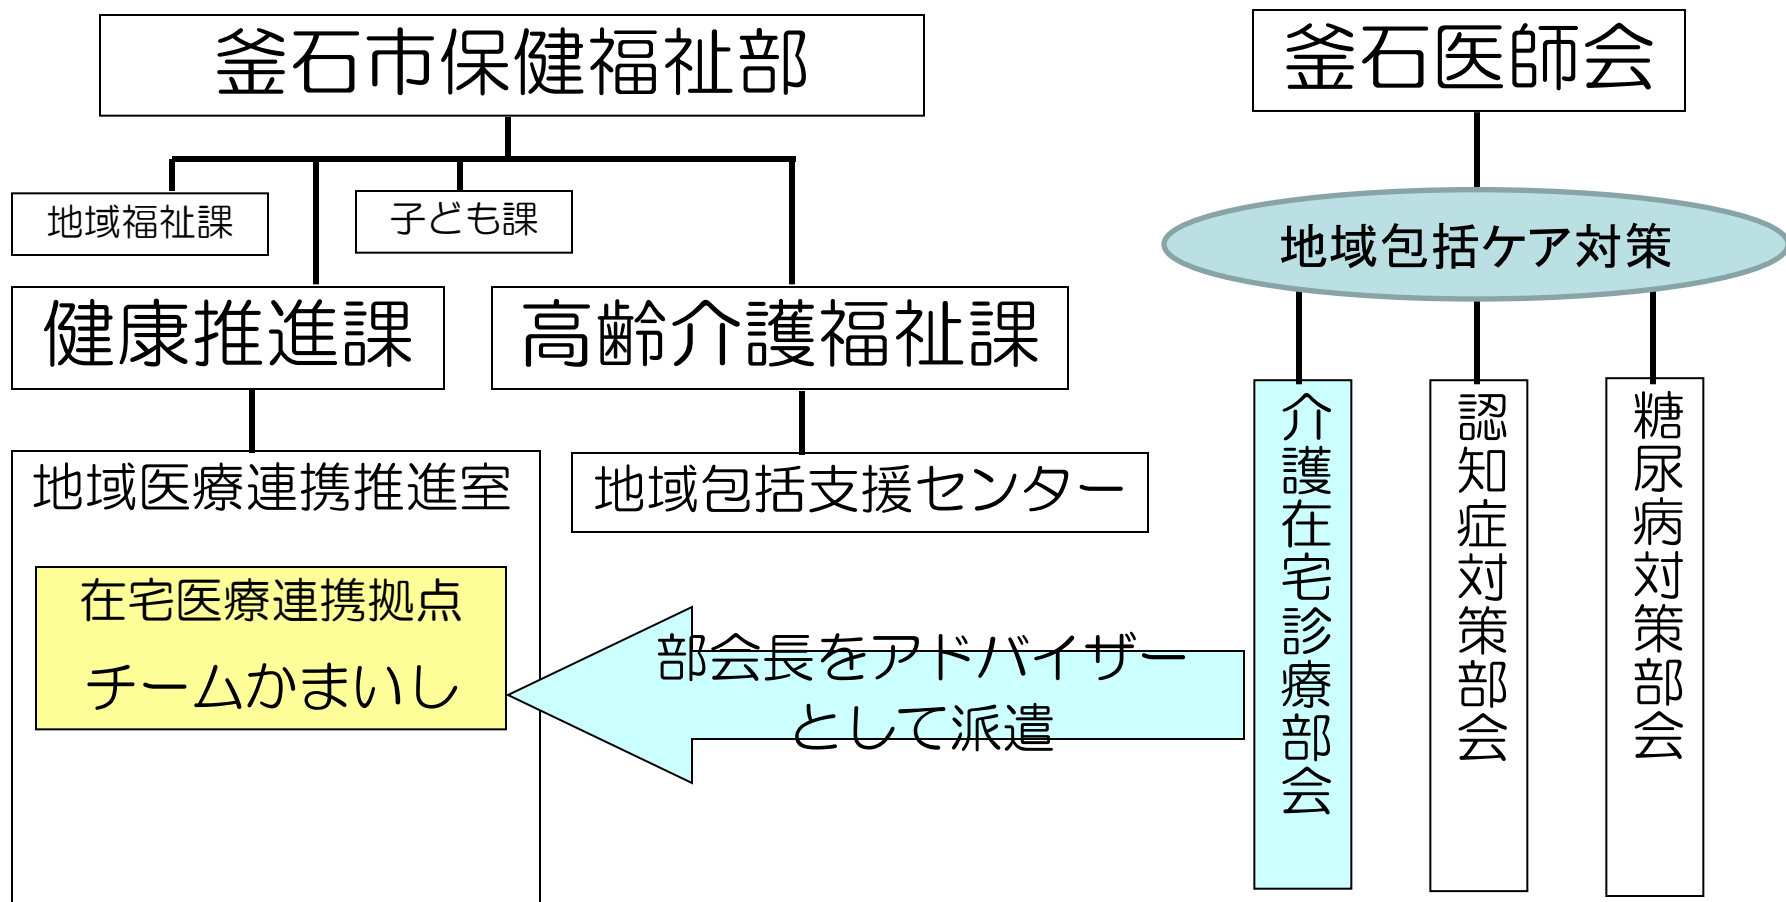 釜石市保健福祉部
地域福祉課
子ども課
健康推進課
高齢介護福祉課
地域医療連携推進室
地域包括支援センター
在宅医療連携拠点
チームかまいし
部会長をアドバイザー
として派遣
釜石医師会
地域包括ケア対策
介護在宅診療部会
認知症対策部会
糖尿病対策部会